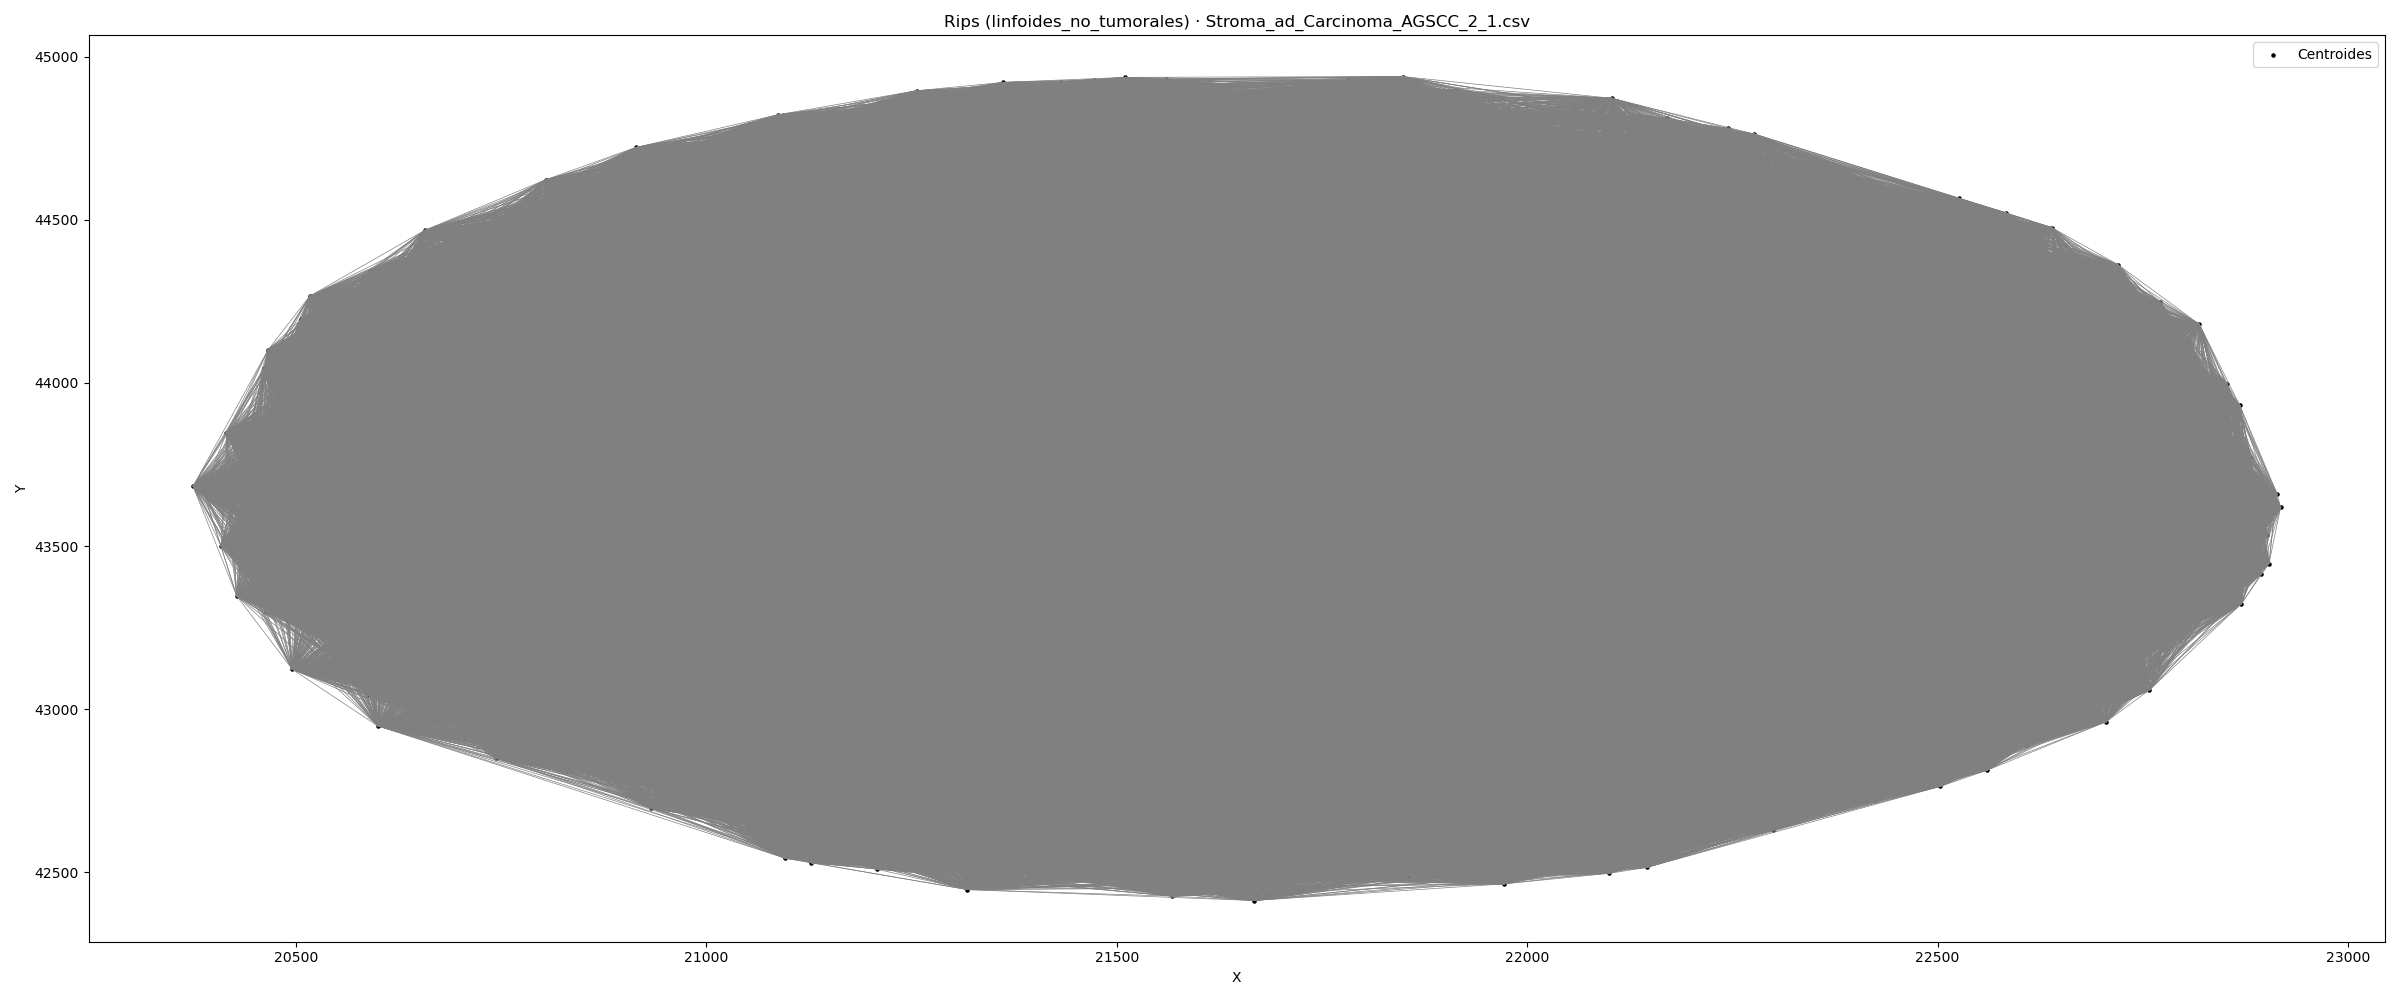 Rips (linfoides_no_tumorales) · Stroma_ad_Carcinoma_AGSCC_2_1.csv
Centroides
45000
44500
44000
43500
43000
42500
Y
20500 21000 21500 22000 22500 23000
X